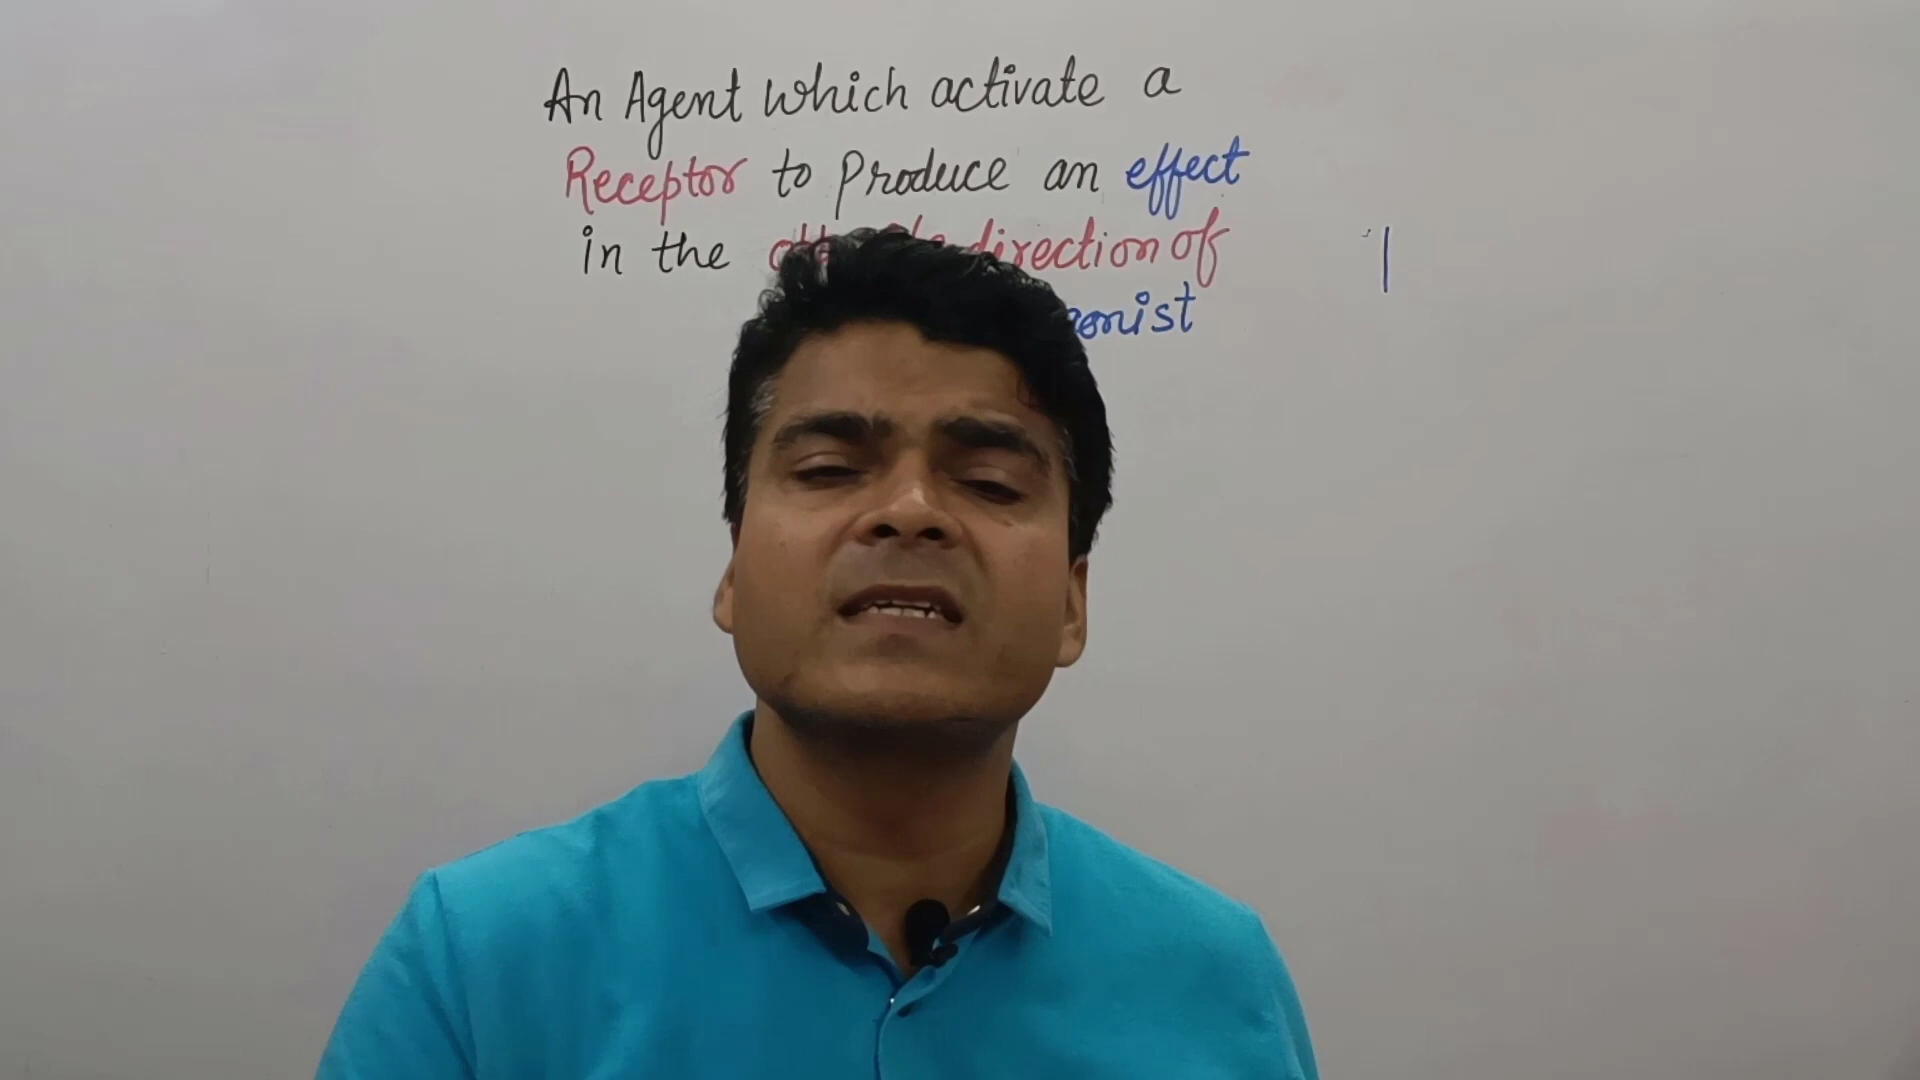 An Agent which activate a
Receptor to produce an effect
in the direction of